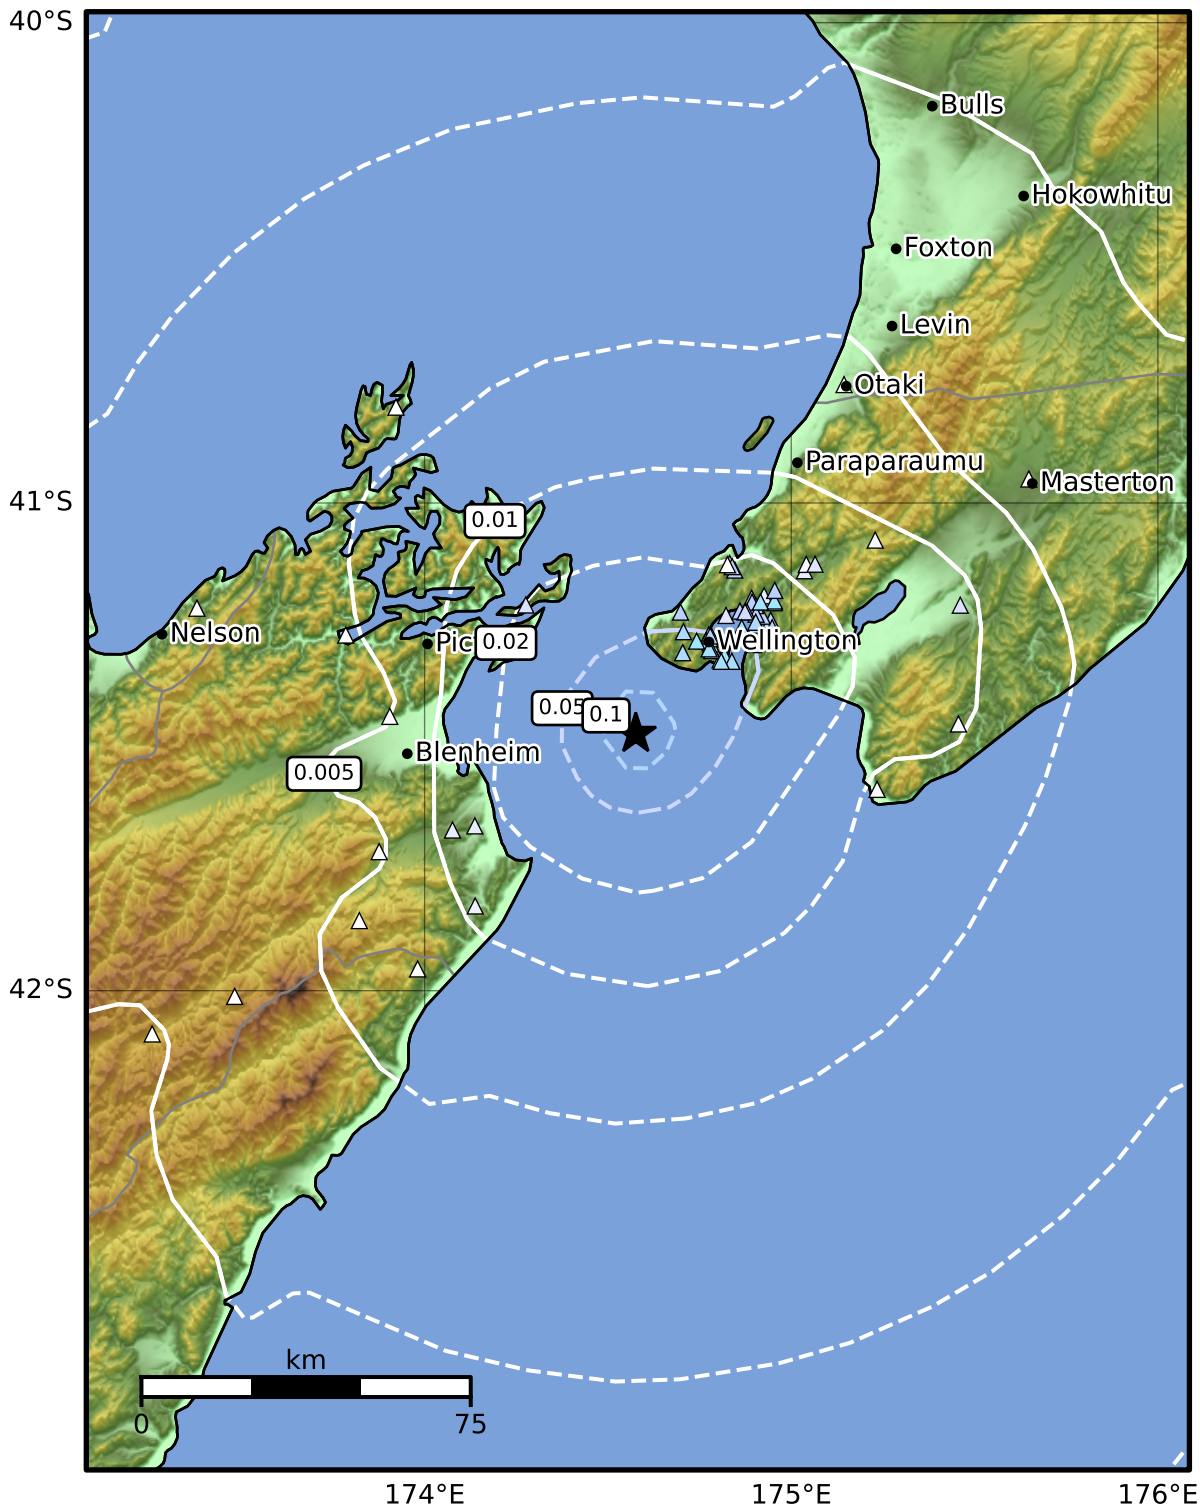 40°S
Bulls
Hokowhitu
Foxton
Levin
Otaki
Paraparaumu
Masterton
41°S
0.01
Nelson
Pic
0.02
Wellington
0.05
0.1
Blenheim
0.005
42°S
km
0
75
174°E
175°E
176°E